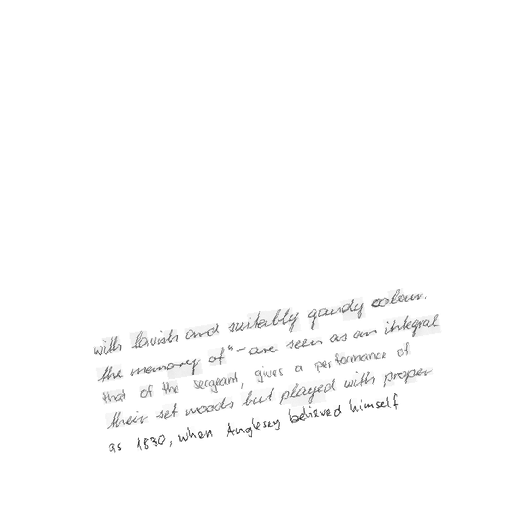 with lavish and suitably gaudy colour.
the memory of" - are seen as an integral
that of the sergeant, gives a performance of
their set moods but played with proper
as 1830, when Anglesey believed himself